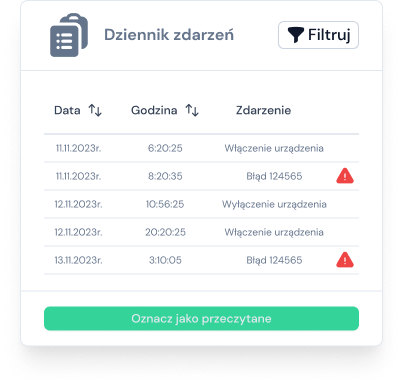 Dziennik zdarzeń
Filtruj
Data Godzina Zdarzenie
11.11.2023r. 6:20:25 Włączenie urządzenia
11.11.2023r. 8:20:35 Błąd 124565
12.11.2023r. 10:56:25 Wyłączenie urządzenia
12.11.2023r. 20:20:25 Włączenie urządzenia
13.11.2023r. 3:10:05 Błąd 124565
Oznacz jako przeczytane